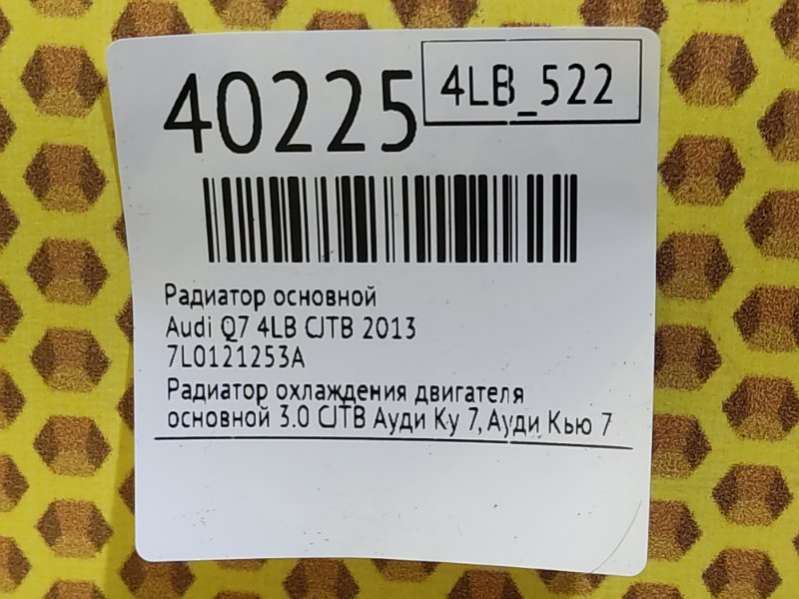 40225
4LB_522
Радиатор основной
Audi Q7 4LB CJTB 2013
7L0121253A
Радиатор охлаждения двигателя
основной 3.0 CJTB Ауди Ку 7, Ауди Кью 7